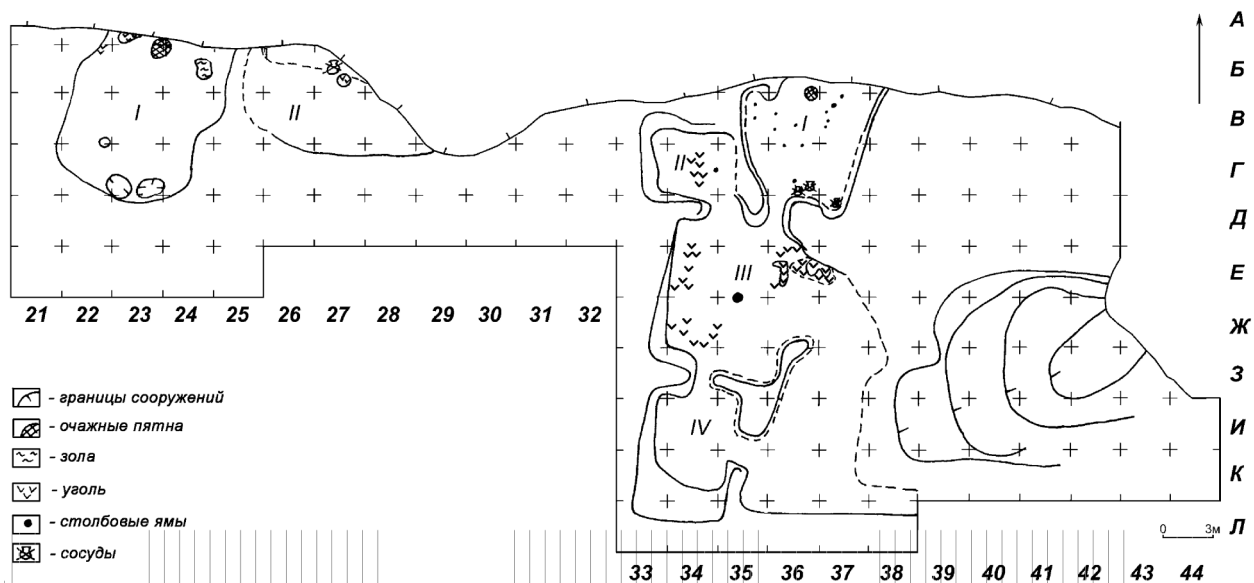 А
Б
В
Г
Д
Е
Ж
З
И
К
Л
I
II
I
II
III
IV
21 22 23 24 25 26 27 28 29 30 31 32
33 34 35 36 37 38 39 40 41 42 43 44
- границы сооружений
- очажные пятна
- зола
- уголь
- столбовые ямы
- сосуды
0 3м